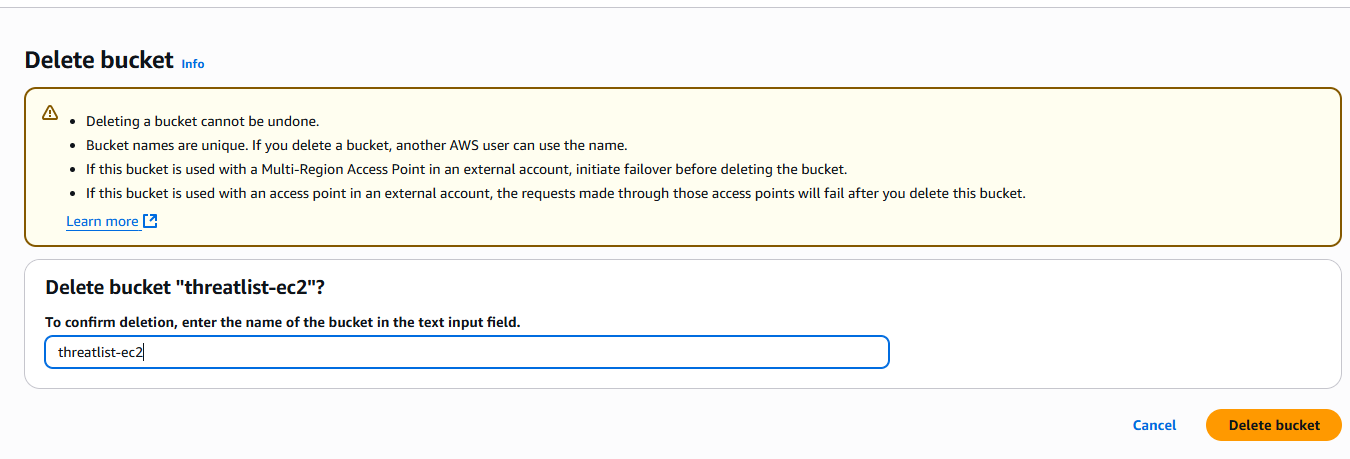 Delete bucket Info
Deleting a bucket cannot be undone.
Bucket names are unique. If you delete a bucket, another AWS user can use the name.
If this bucket is used with a Multi-Region Access Point in an external account, initiate failover before deleting the bucket.
If this bucket is used with an access point in an external account, the requests made through those access points will fail after you delete this bucket.
Learn more
Delete bucket "threatlist-ec2"?
To confirm deletion, enter the name of the bucket in the text input field.
threatlist-ec2
Cancel Delete bucket